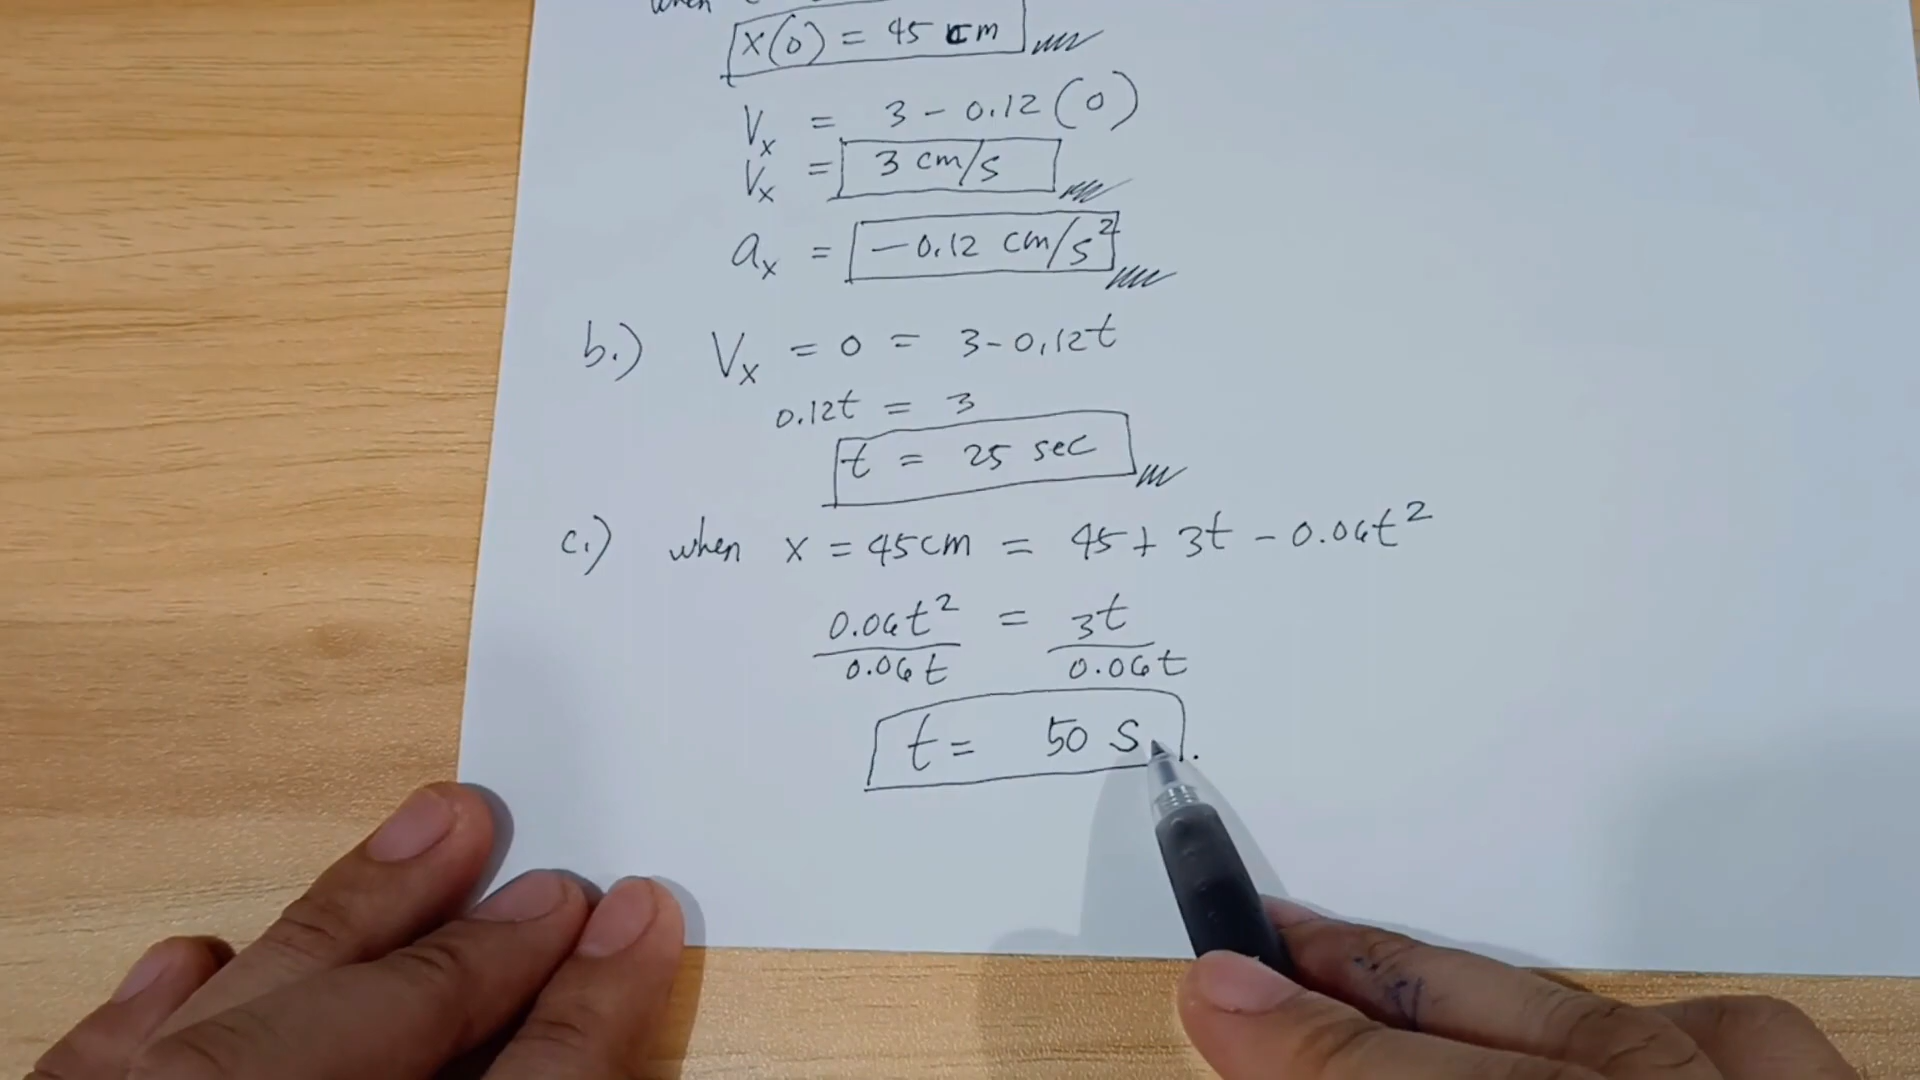 when
x(0) = 45 cm
Vx = 3 - 0.12(0)
Vx = 3 cm/s
ax = -0.12 cm/s²
b.) Vx = 0 = 3-0.12t
0.12t = 3
t = 25 sec
c.) when x = 45cm = 45 + 3t - 0.06t²
0.06t² = 3t
0.06t 0.06t
t = 50 s.